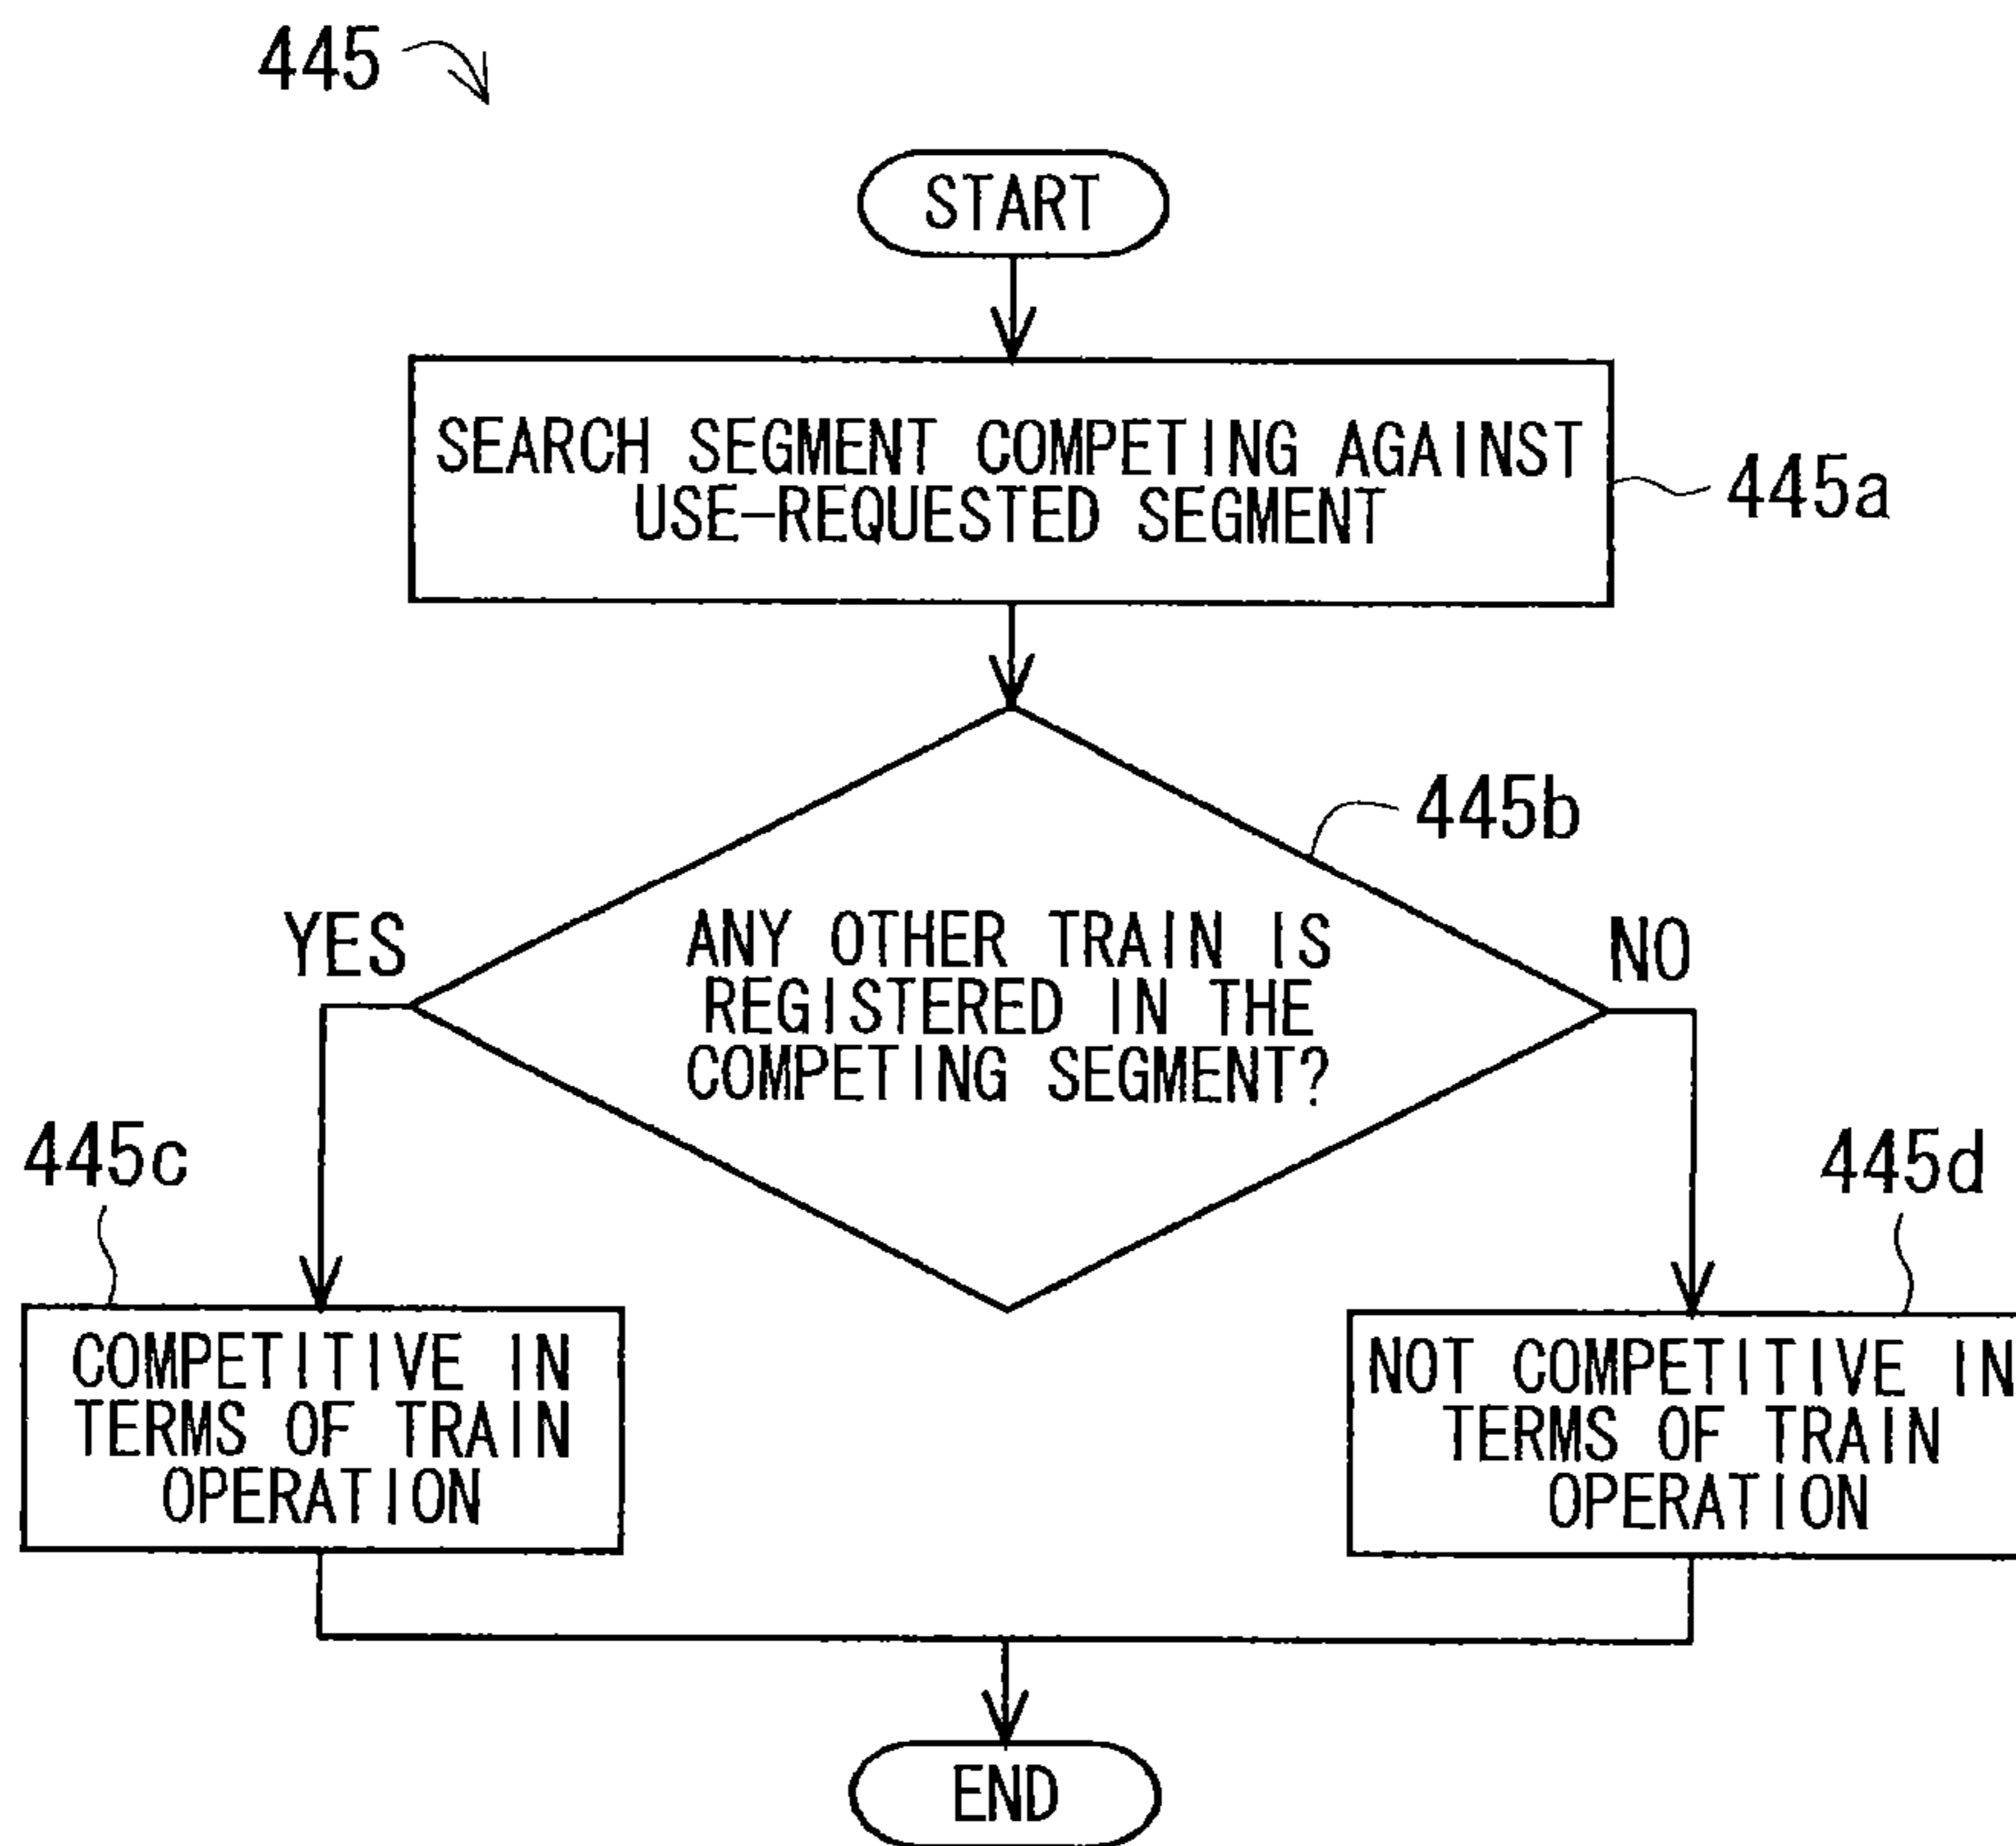 445
START
SEARCH SEGMENT COMPETING AGAINST
USE-REQUESTED SEGMENT
445a
445b
YES
NO
ANY OTHER TRAIN IS
REGISTERED IN THE
COMPETING SEGMENT?
445c
445d
COMPETITIVE IN
TERMS OF TRAIN
OPERATION
NOT COMPETITIVE IN
TERMS OF TRAIN
OPERATION
END